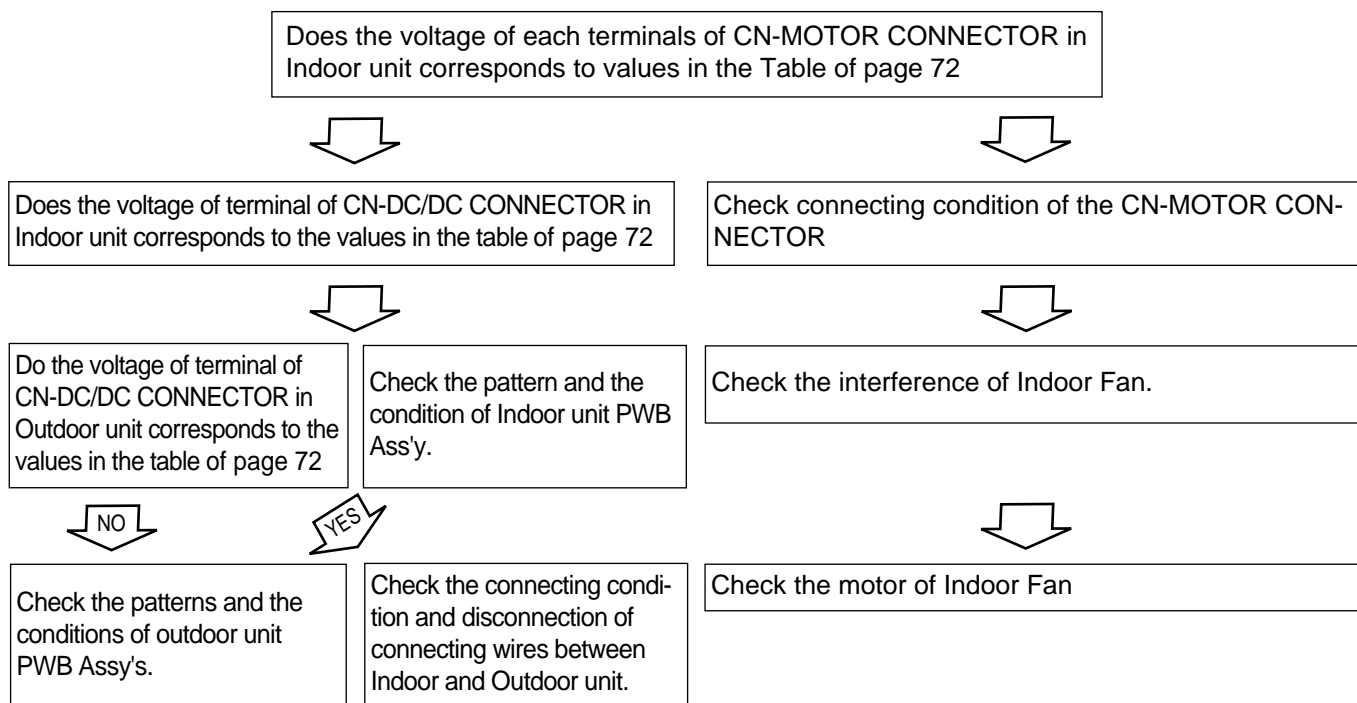 Does the voltage of each terminals of CN-MOTOR CONNECTOR in
Indoor unit corresponds to values in the Table of page 72
Does the voltage of terminal of CN-DC/DC CONNECTOR in
Indoor unit corresponds to the values in the table of page 72
Check connecting condition of the CN-MOTOR CON-
NECTOR
Do the voltage of terminal of
CN-DC/DC CONNECTOR in
Outdoor unit corresponds to the
values in the table of page 72
Check the pattern and the
condition of Indoor unit PWB
Ass'y.
Check the interference of Indoor Fan.
NO
YES
Check the patterns and the
conditions of outdoor unit
PWB Assy's.
Check the connecting condi-
tion and disconnection of
connecting wires between
Indoor and Outdoor unit.
Check the motor of Indoor Fan